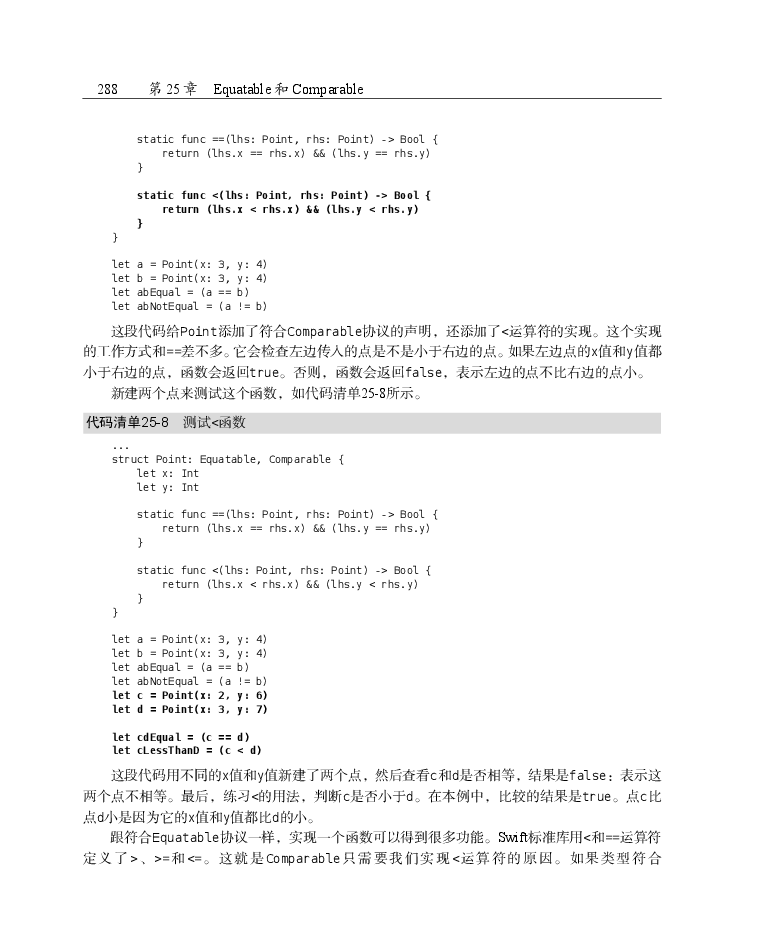 288 第 25 章 Equatable 和 Comparable
static func ==(lhs: Point, rhs: Point) -> Bool {
return (lhs.x == rhs.x) && (lhs.y == rhs.y)
}
static func <(lhs: Point, rhs: Point) -> Bool {
return (lhs.x < rhs.x) && (lhs.y < rhs.y)
}
}
let a = Point(x: 3, y: 4)
let b = Point(x: 3, y: 4)
let abEqual = (a == b)
let abNotEqual = (a != b)
这段代码给Point添加了符合Comparable协议的声明，还添加了<运算符的实现。这个实现
的工作方式和==差不多。它会检查左边传入的点是不是小于右边的点。如果左边点的x值和y值都
小于右边的点，函数会返回true。否则，函数会返回false，表示左边的点不比右边的点小。
新建两个点来测试这个函数，如代码清单25-8所示。
代码清单25-8 测试<函数
...
struct Point: Equatable, Comparable {
let x: Int
let y: Int
static func ==(lhs: Point, rhs: Point) -> Bool {
return (lhs.x == rhs.x) && (lhs.y == rhs.y)
}
static func <(lhs: Point, rhs: Point) -> Bool {
return (lhs.x < rhs.x) && (lhs.y < rhs.y)
}
}
let a = Point(x: 3, y: 4)
let b = Point(x: 3, y: 4)
let abEqual = (a == b)
let abNotEqual = (a != b)
let c = Point(x: 2, y: 6)
let d = Point(x: 3, y: 7)
let cdEqual = (c == d)
let cLessThanD = (c < d)
这段代码用不同的x值和y值新建了两个点，然后查看c和d是否相等，结果是false：表示这
两个点不相等。最后，练习<的用法，判断c是否小于d。在本例中，比较的结果是true。点c比
点d小是因为它的x值和y值都比d的小。
跟符合Equatable协议一样，实现一个函数可以得到很多功能。Swift标准库用<和==运算符
定义了>、>=和<=。这就是Comparable只需要我们实现<运算符的原因。如果类型符合